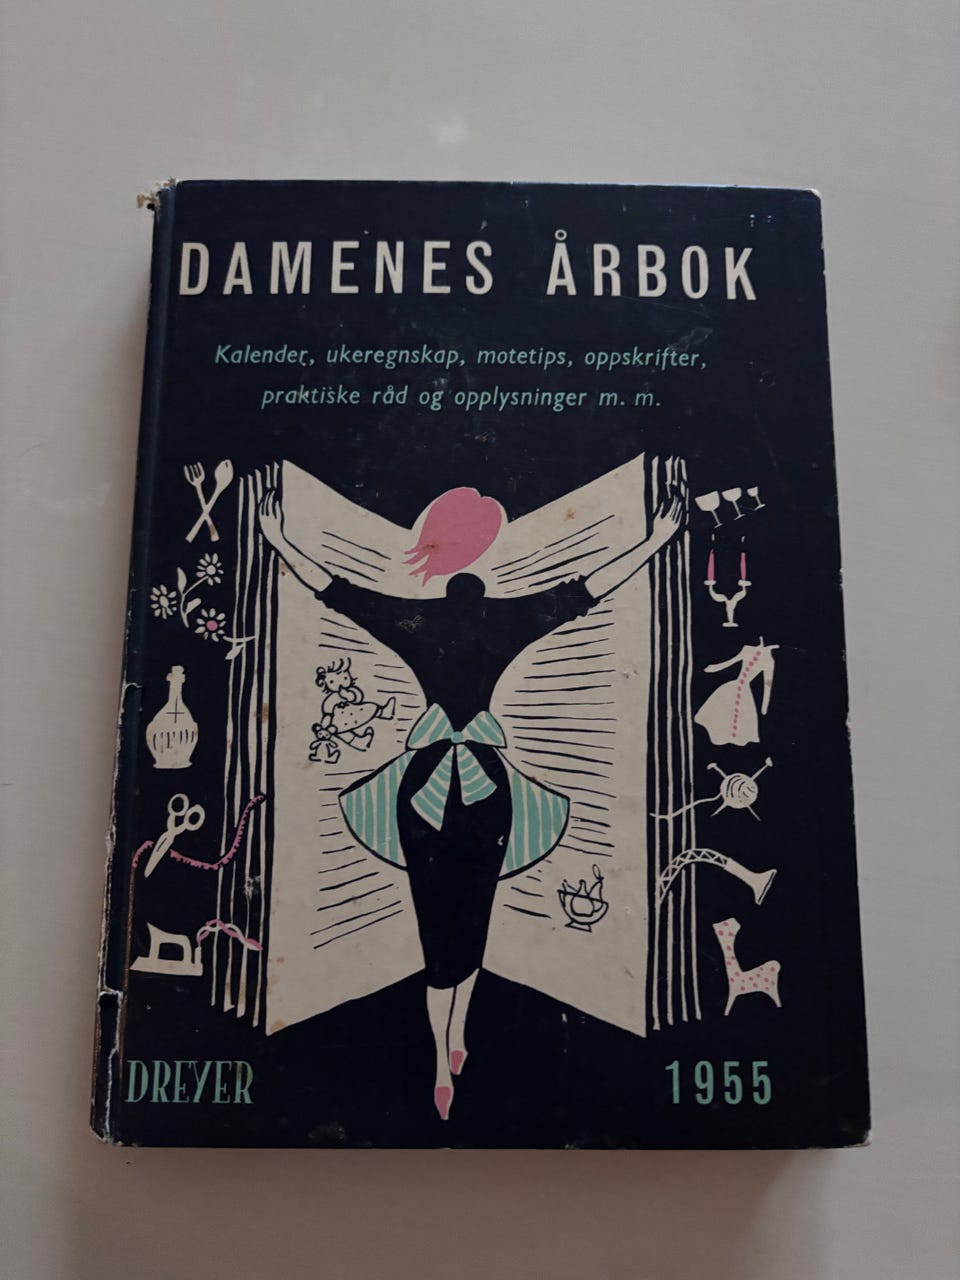 DAMENES ÅRBOK
Kalender, ukeregnskap, motetips, oppskrifter,
praktiske råd og opplysninger m. m.
DREYER
1955